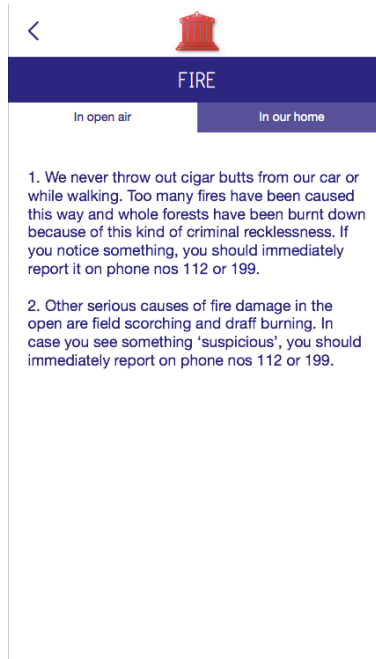 FIRE
In open air
In our home
1. We never throw out cigar butts from our car or
while walking. Too many fires have been caused
this way and whole forests have been burnt down
because of this kind of criminal recklessness. If
you notice something, you should immediately
report it on phone nos 112 or 199.
2. Other serious causes of fire damage in the
open are field scorching and draff burning. In
case you see something ‘suspicious’, you should
immediately report on phone nos 112 or 199.